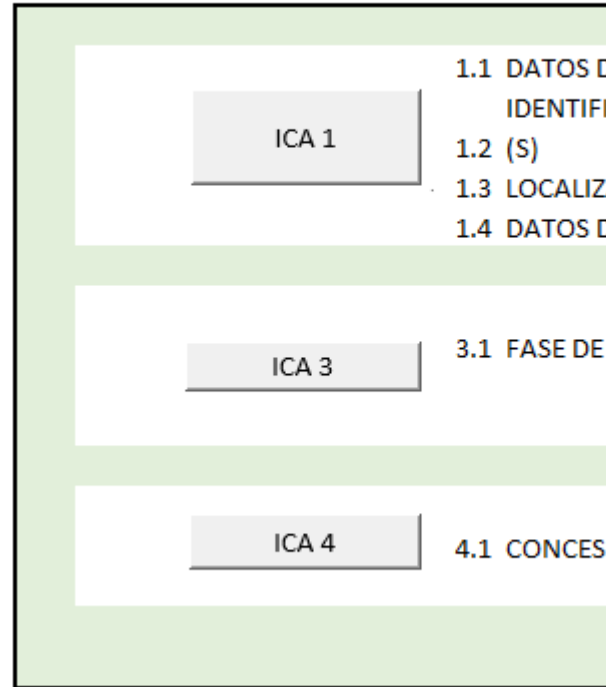 ICA 1
1.1 DATOS D
IDENTIFI
1.2 (S)
1.3 LOCALIZ
1.4 DATOS D
ICA 3
3.1 FASE DE
ICA 4
4.1 CONCES